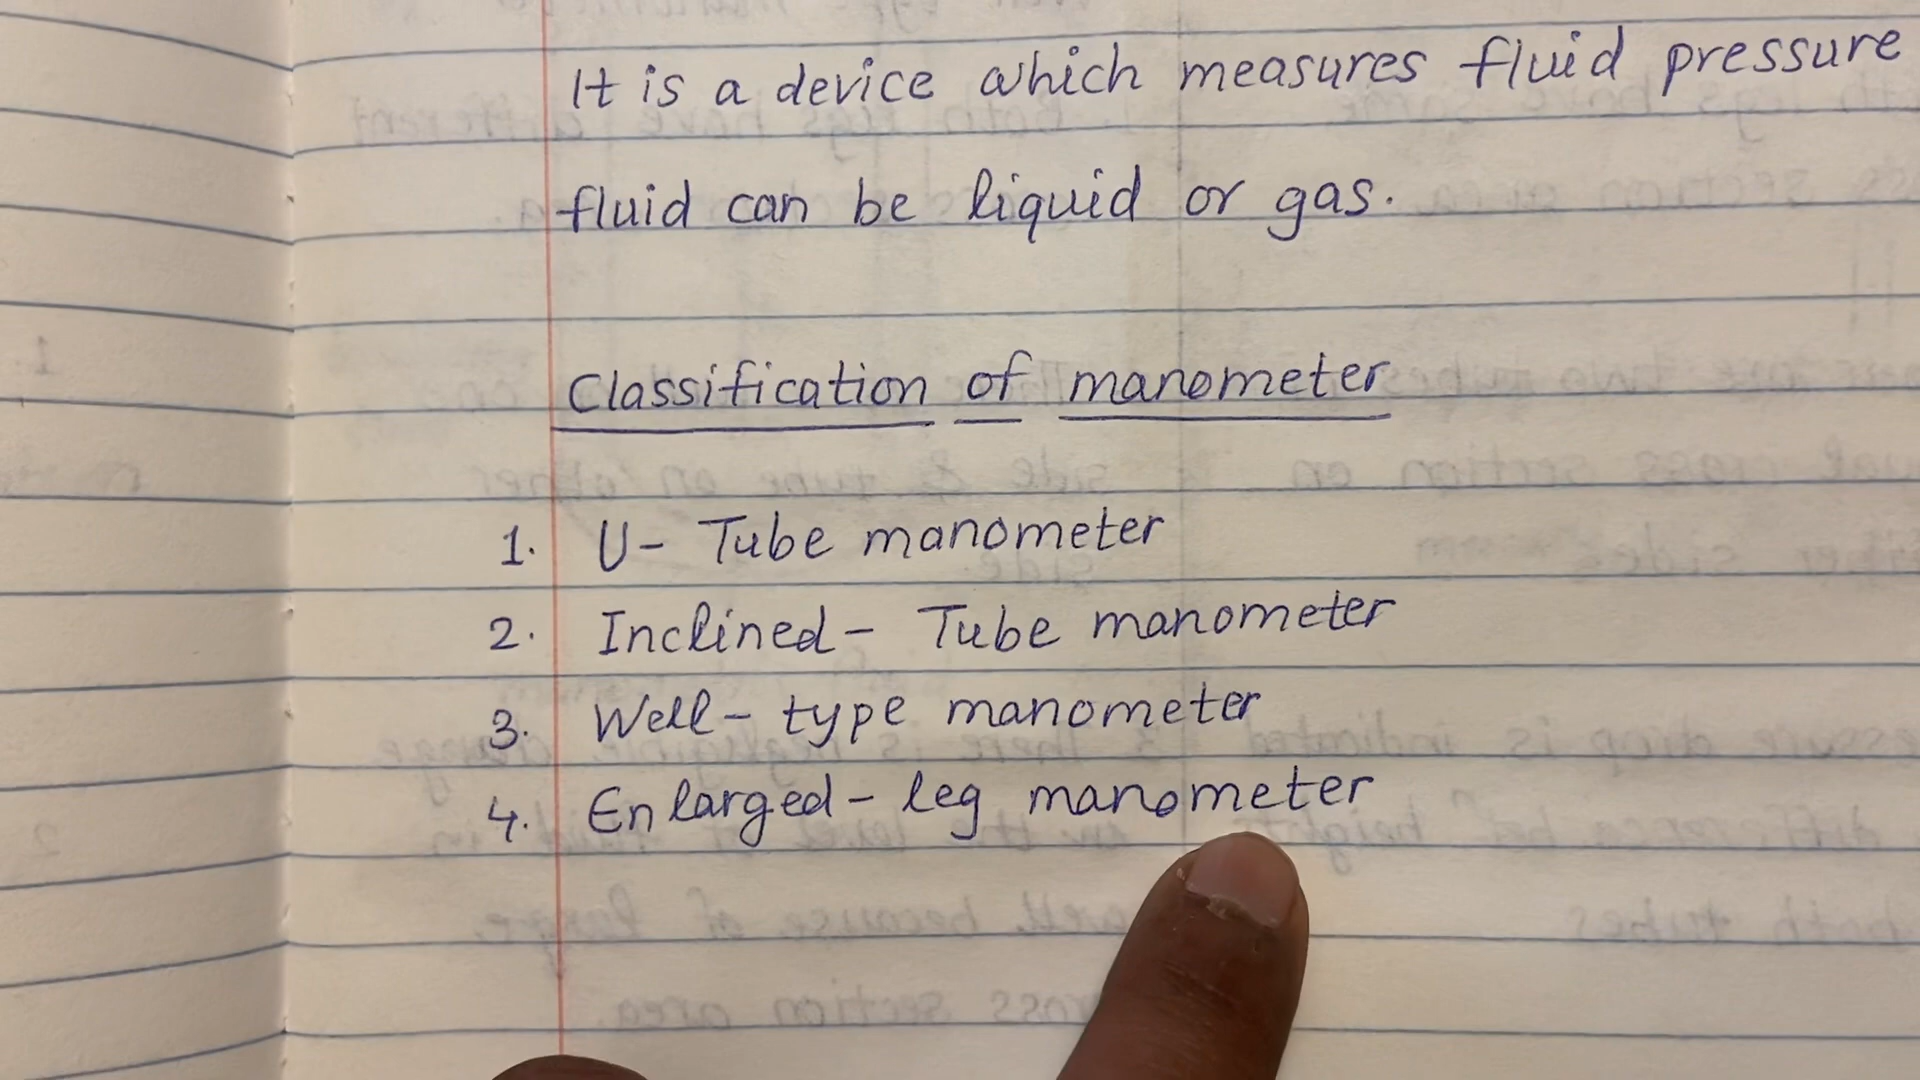 It is a device which measures fluid pressure
fluid can be liquid or gas.
Classification of manometer
1. U- Tube manometer
2. Inclined- Tube manometer
3. Well- type manometer
4. Enlarged- leg manometer